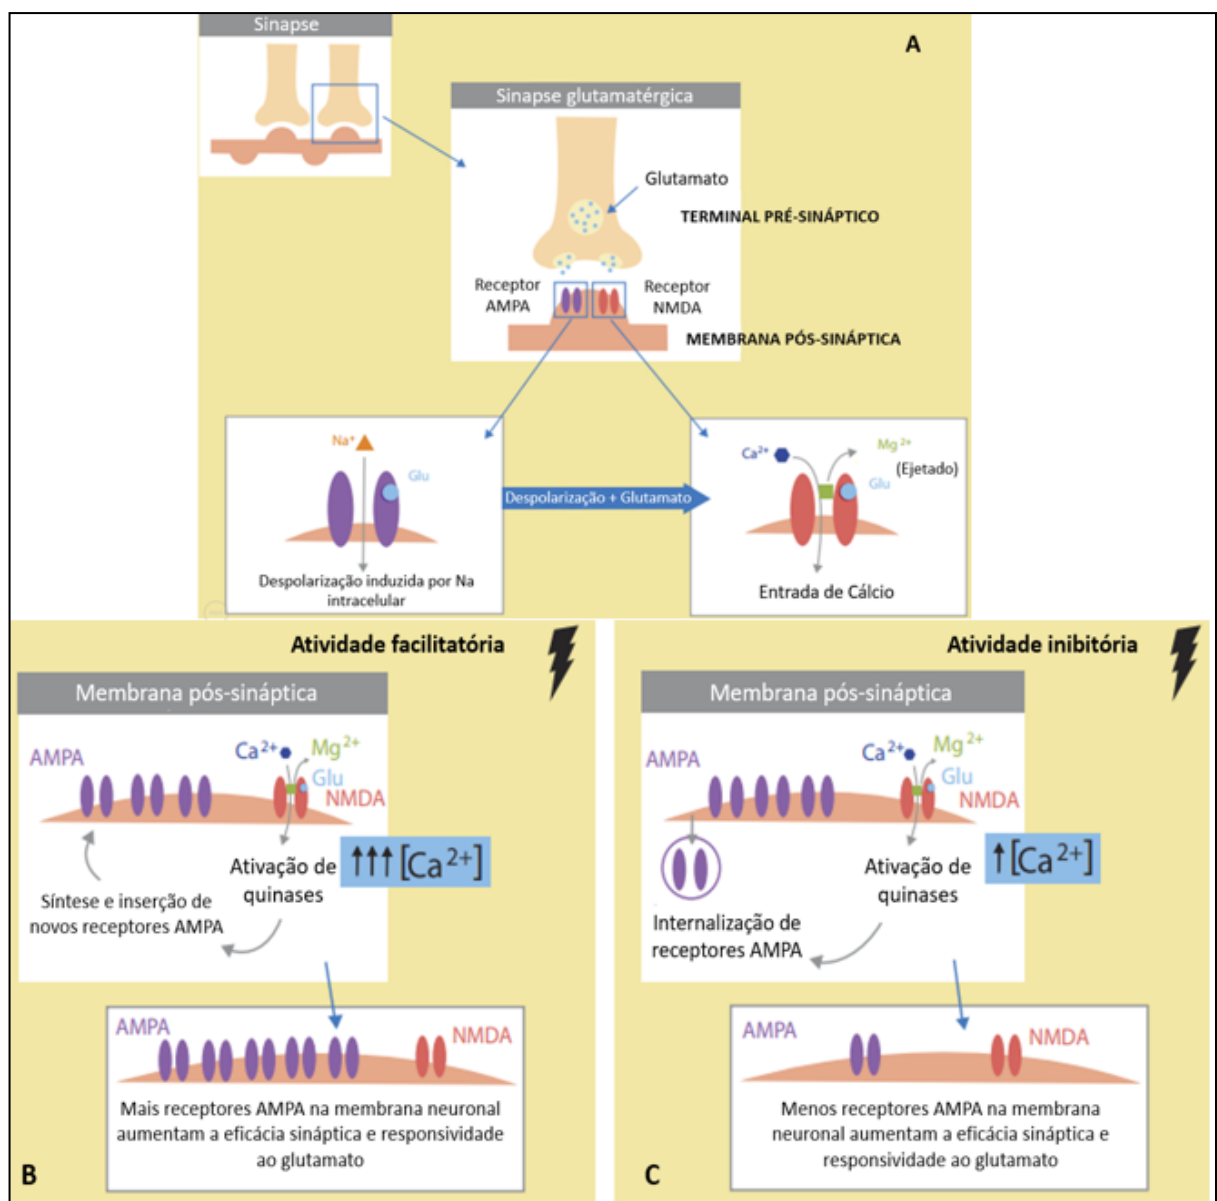 Sinapse
A
Sinapse glutamatérgica
Glutamato
TERMINAL PRÉ-SINÁPTICO
Receptor
AMPA
Receptor
NMDA
MEMBRANA PÓS-SINÁPTICA
Na⁺
Glu
Despolarização induzida por Na
intracelular
Despolarização + Glutamato
Ca²⁺
Mg²⁺
(Ejetado)
Glu
Entrada de Cálcio
Atividade facilitatória
Membrana pós-sináptica
AMPA
Ca²⁺
Mg²⁺
Glu
NMDA
↑↑↑[Ca²⁺]
Ativação de
quinases
Síntese e inserção de
novos receptores AMPA
AMPA
NMDA
Mais receptores AMPA na membrana neuronal
aumentam a eficácia sináptica e responsividade
ao glutamato
B
Atividade inibitória
Membrana pós-sináptica
AMPA
Ca²⁺
Mg²⁺
Glu
NMDA
↑[Ca²⁺]
Ativação de
quinases
Internalização de
receptores AMPA
AMPA
NMDA
Menos receptores AMPA na membrana
neuronal aumentam a eficácia sináptica e
responsividade ao glutamato
C